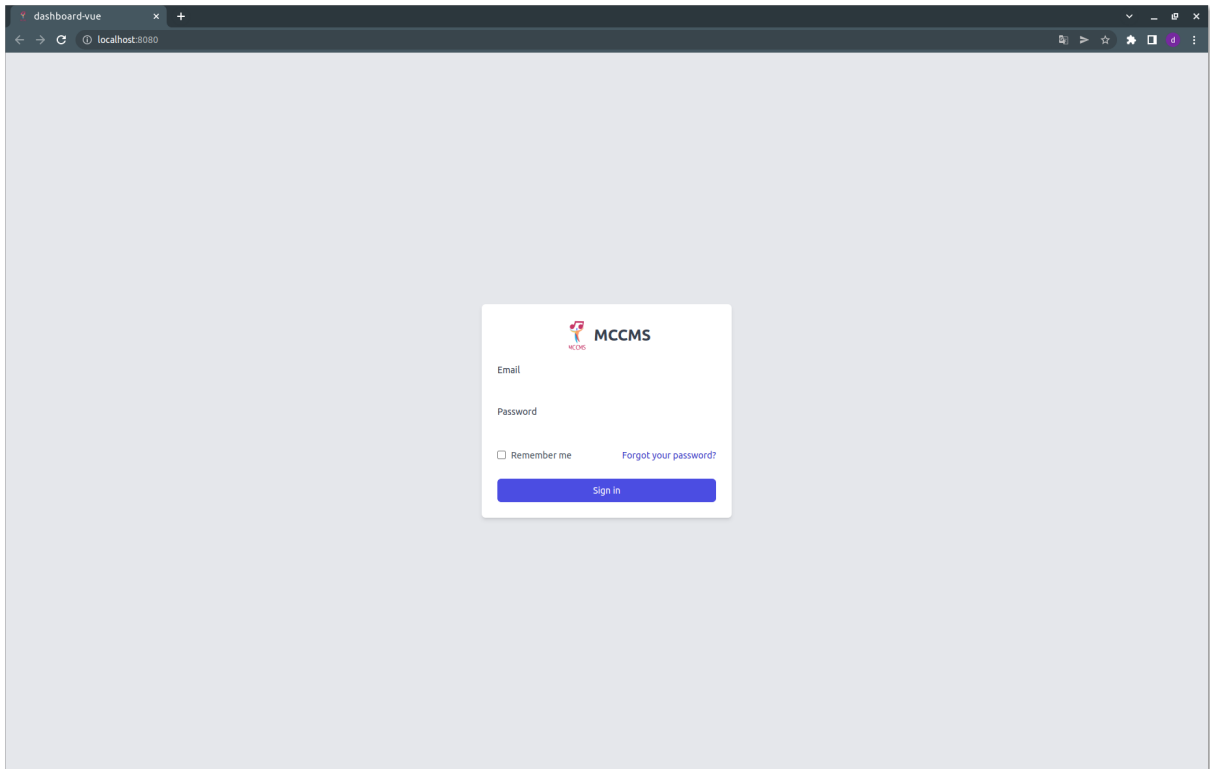 dashboard-vue
localhost:8080
d
MCCMS
MCCMS
Email
Password
Remember me
Forgot your password?
Sign in